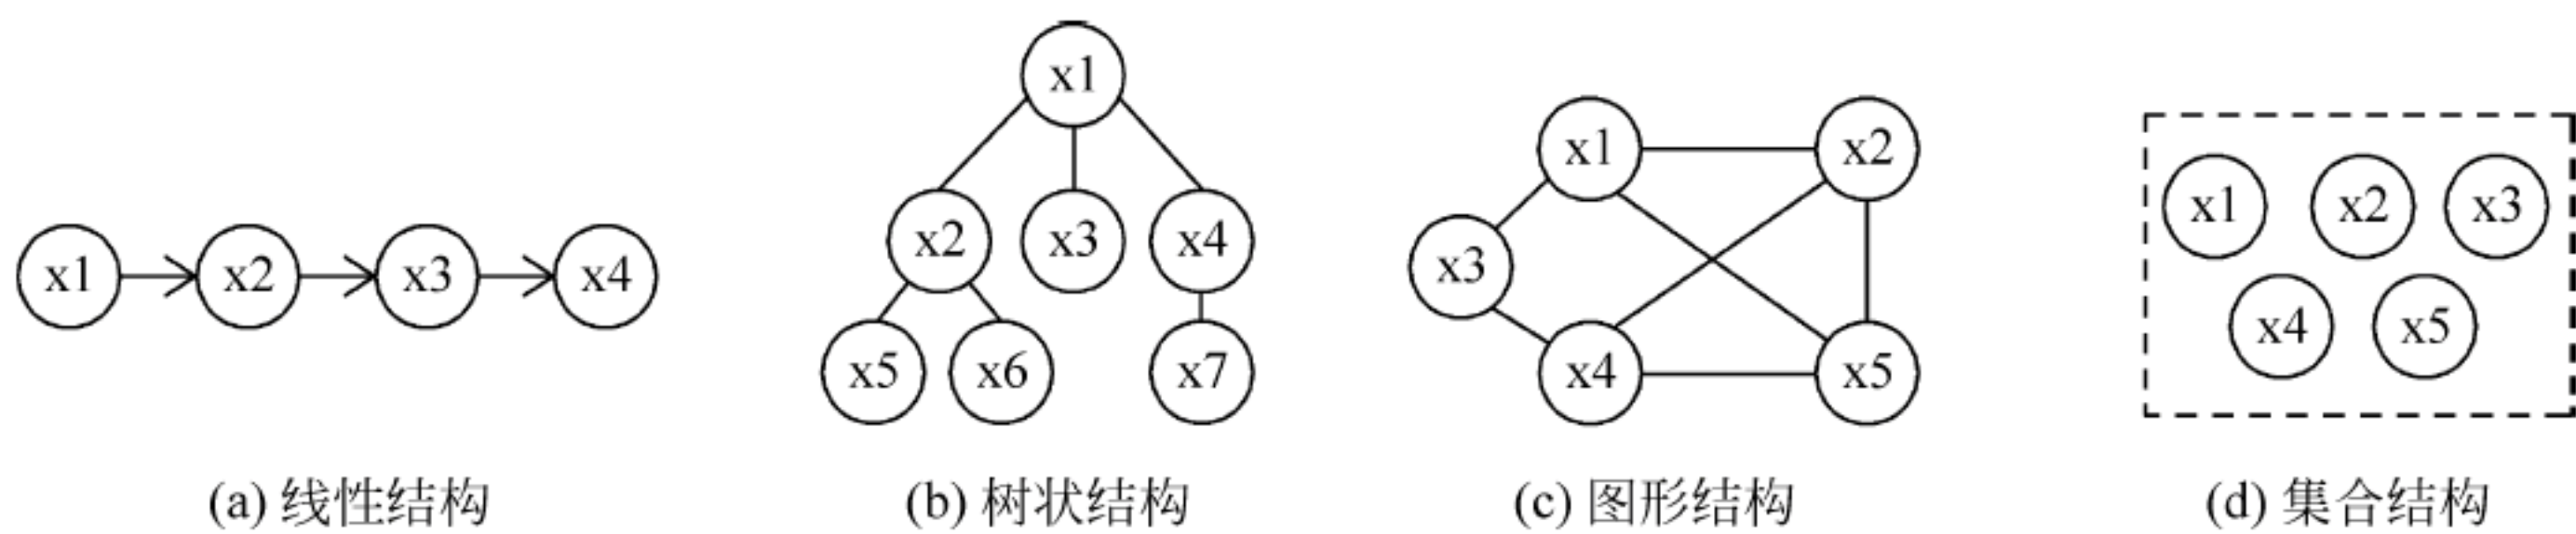 x1 x2 x3 x4
x1
x2 x3 x4
x5 x6 x7
x1 x2
x3
x4 x5
x1 x2 x3
x4 x5
(a) 线性结构
(b) 树状结构
(c) 图形结构
(d) 集合结构